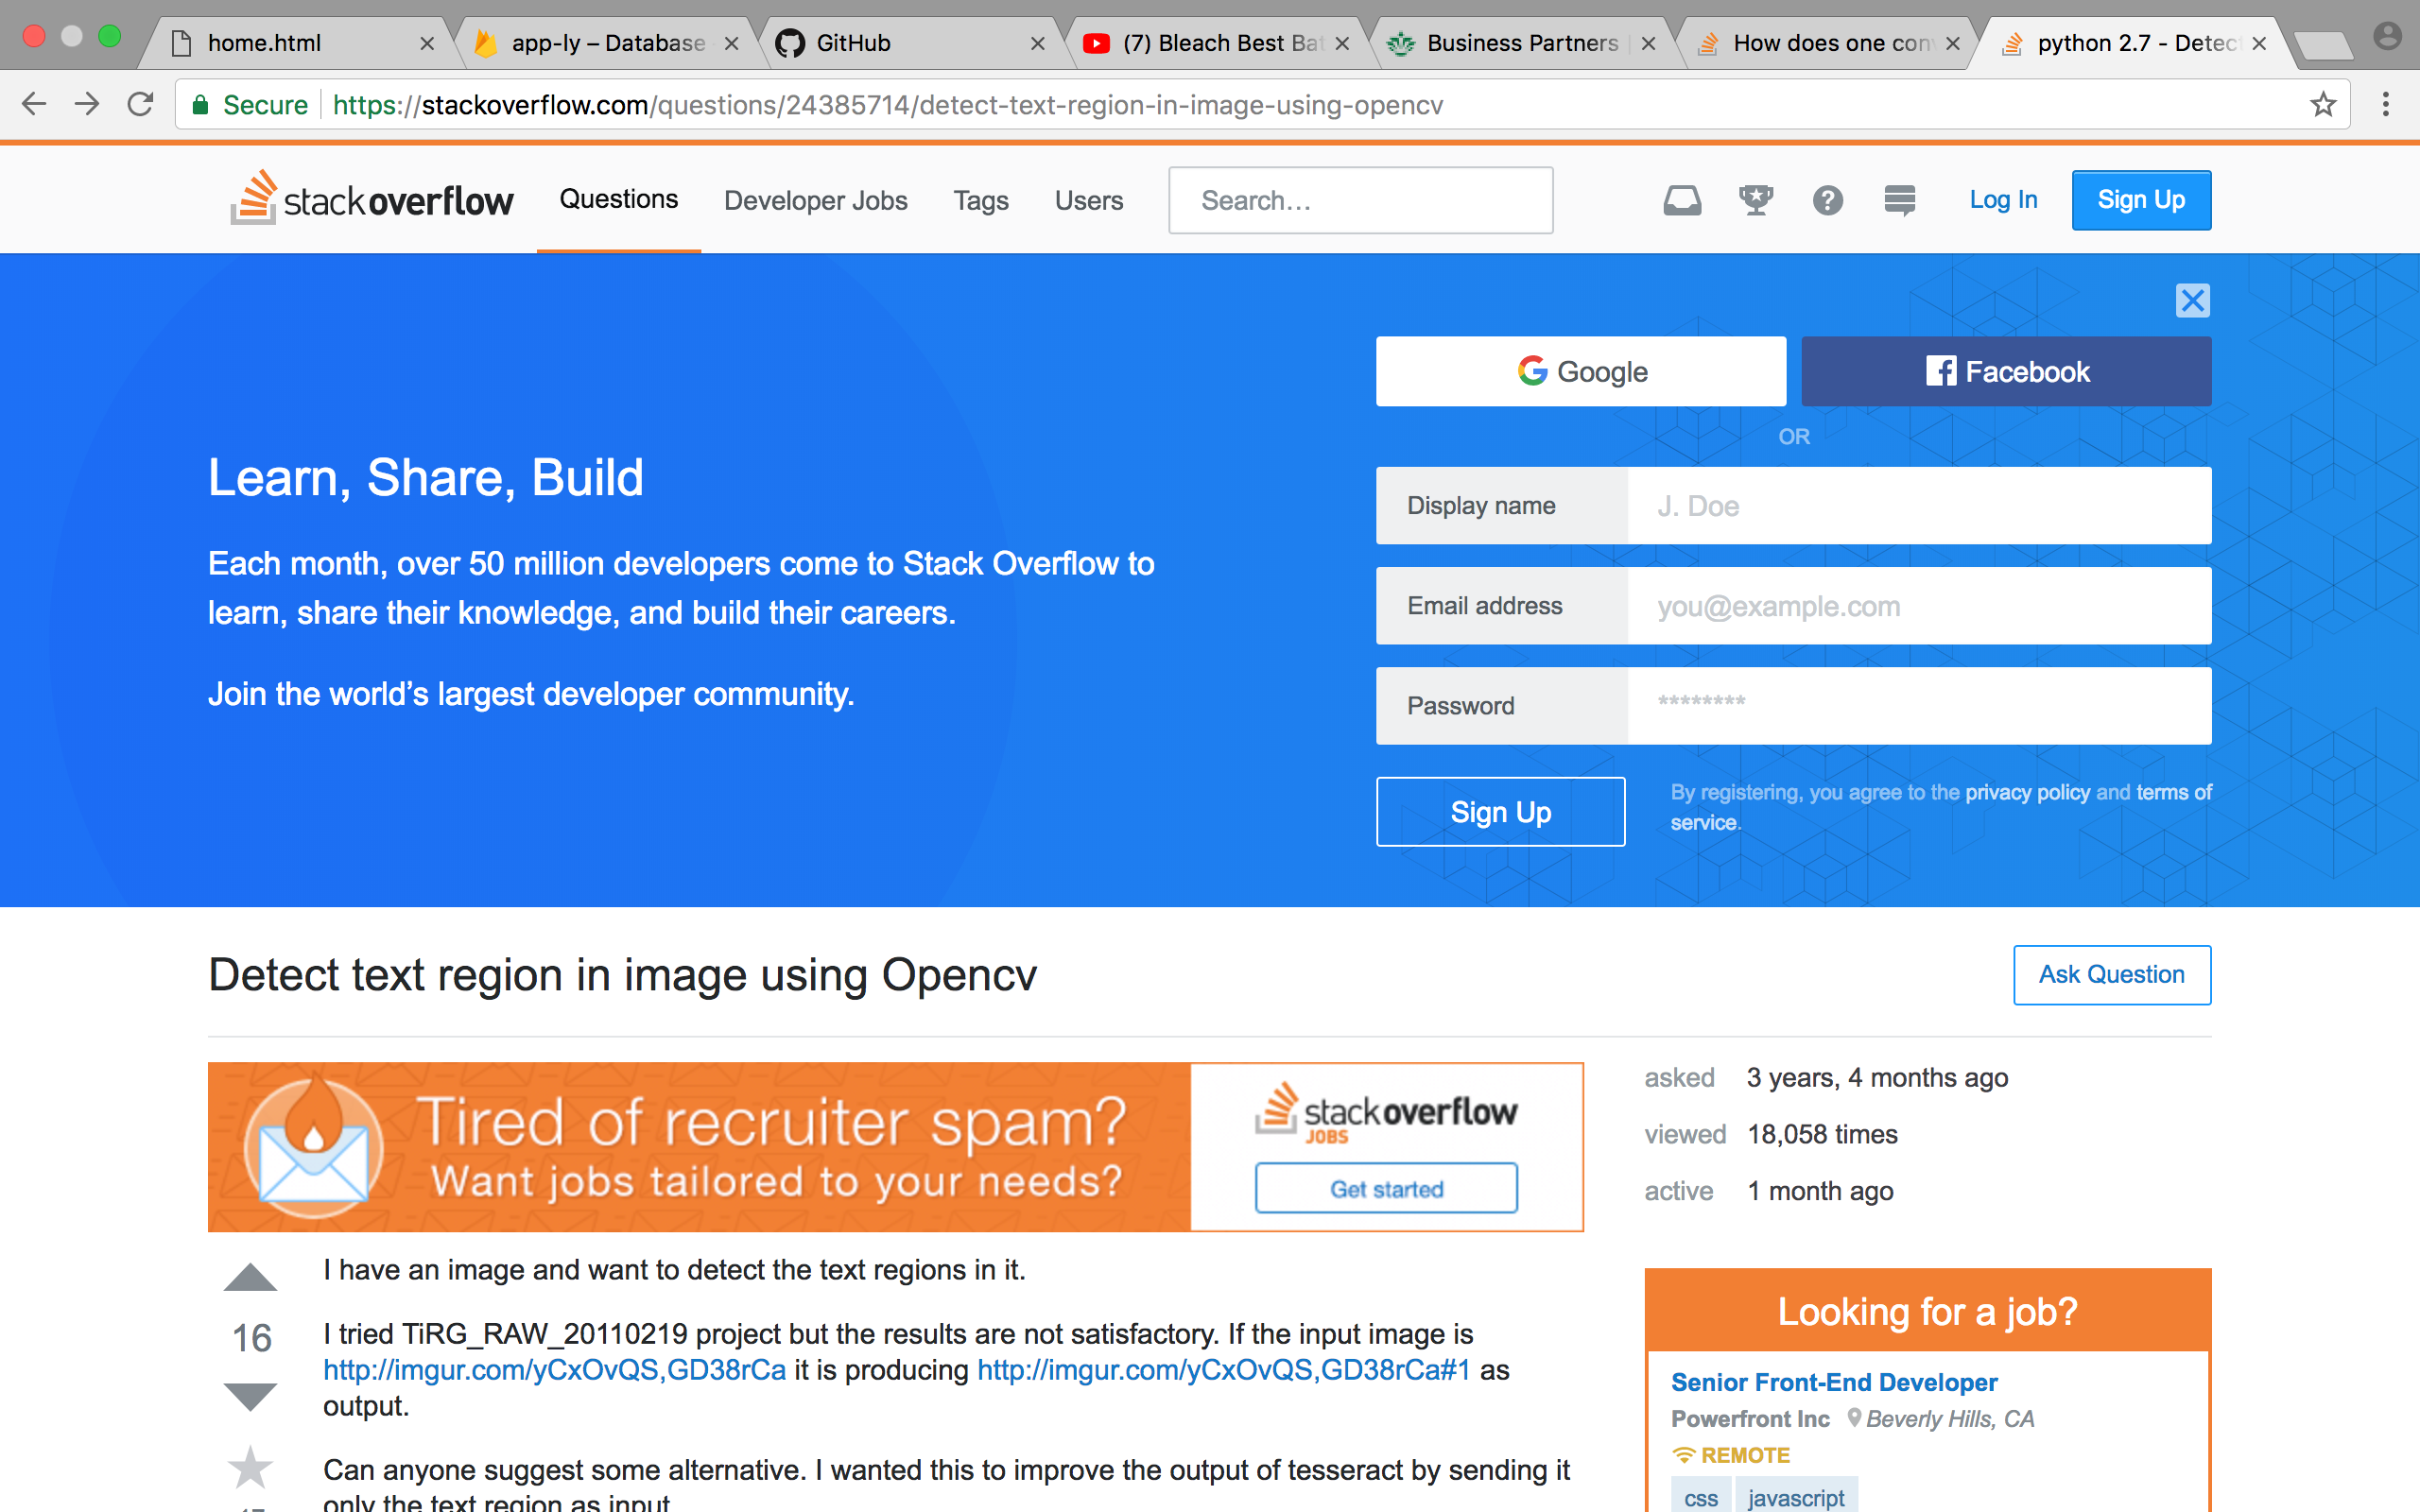 home.html
app-ly – Database
GitHub
(7) Bleach Best Bat
Business Partners
How does one con
python 2.7 - Detec
Secure https://stackoverflow.com/questions/24385714/detect-text-region-in-image-using-opencv
stackoverflow Questions Developer Jobs Tags Users Search... Log In Sign Up
Google Facebook
OR
Learn, Share, Build
Each month, over 50 million developers come to Stack Overflow to
learn, share their knowledge, and build their careers.
Join the world’s largest developer community.
Display name J. Doe
Email address you@example.com
Password ********
Sign Up
By registering, you agree to the privacy policy and terms of
service.
Detect text region in image using Opencv
Ask Question
Tired of recruiter spam?
Want jobs tailored to your needs?
stackoverflow
JOBS
Get started
asked 3 years, 4 months ago
viewed 18,058 times
active 1 month ago
16
I have an image and want to detect the text regions in it.
I tried TiRG_RAW_20110219 project but the results are not satisfactory. If the input image is
http://imgur.com/yCxOvQS,GD38rCa it is producing http://imgur.com/yCxOvQS,GD38rCa#1 as
output.
Can anyone suggest some alternative. I wanted this to improve the output of tesseract by sending it
only the text region as input
Looking for a job?
Senior Front-End Developer
Powerfront Inc Beverly Hills, CA
REMOTE
css javascript